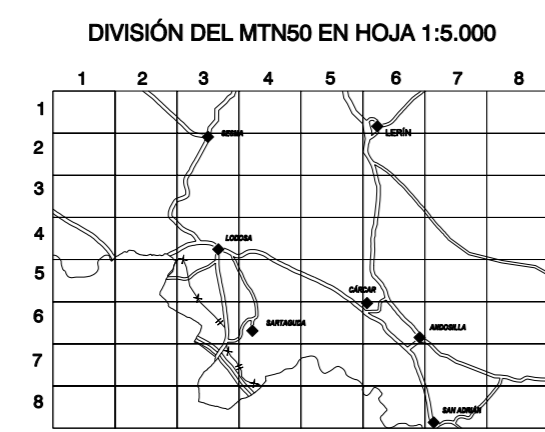 DIVISIÓN DEL MTN50 EN HOJA 1:5.000
1 2 3 4 5 6 7 8
1
LERÍN
SESMA
2
3
4
LODOSA
5
CÁRCAR
6
SARTAGUDA
ANDOSILLA
7
8
SAN ADRIÁN